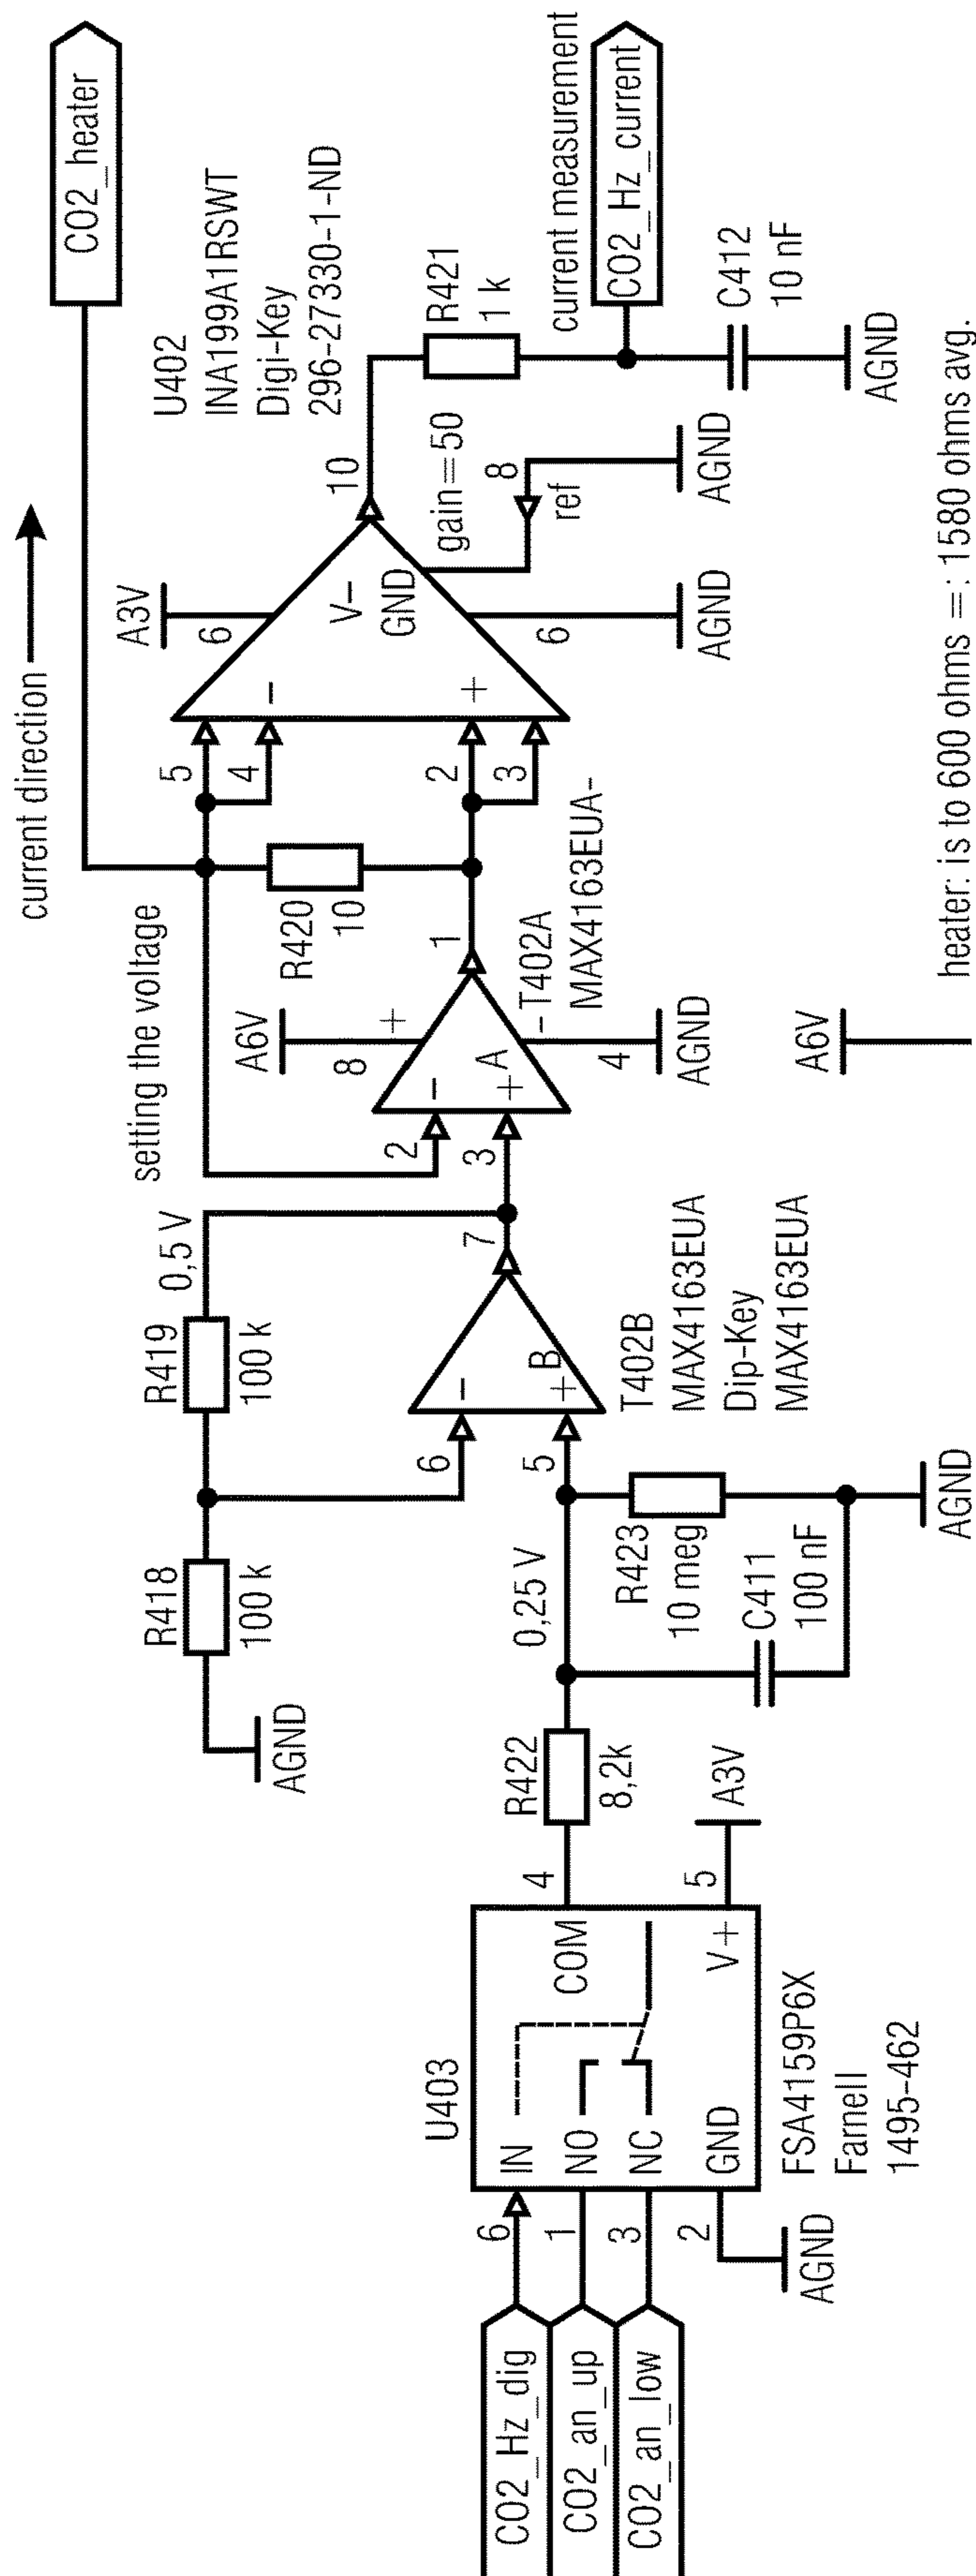 current direction
CO2_heater
U402
INA199A1RSWT
Digi-Key
296-27330-1-ND
setting the voltage
A3V
6
5
4
2
3
-
+
V-
GND
10
gain=50
8
ref
6
AGND
AGND
R421
1 k
current measurement
CO2_Hz_current
C412
10 nF
AGND
R420
10
A6V
8
+
-
A
+
2
3
1
-
4
AGND
T402A
MAX4163EUA-
R418
100 k
R419
100 k
0,5 V
AGND
6
5
7
-
B
+
T402B
MAX4163EUA
Dip-Key
MAX4163EUA
0,25 V
R422
8,2k
R423
10 meg
C411
100 nF
AGND
U403
IN
NO
NC
GND
COM
V+
4
5
A3V
6
1
3
2
AGND
CO2_Hz_dig
CO2_an_up
CO2_an_low
FSA4159P6X
Farnell
1495-462
A6V
heater: is to 600 ohms =: 1580 ohms avg.